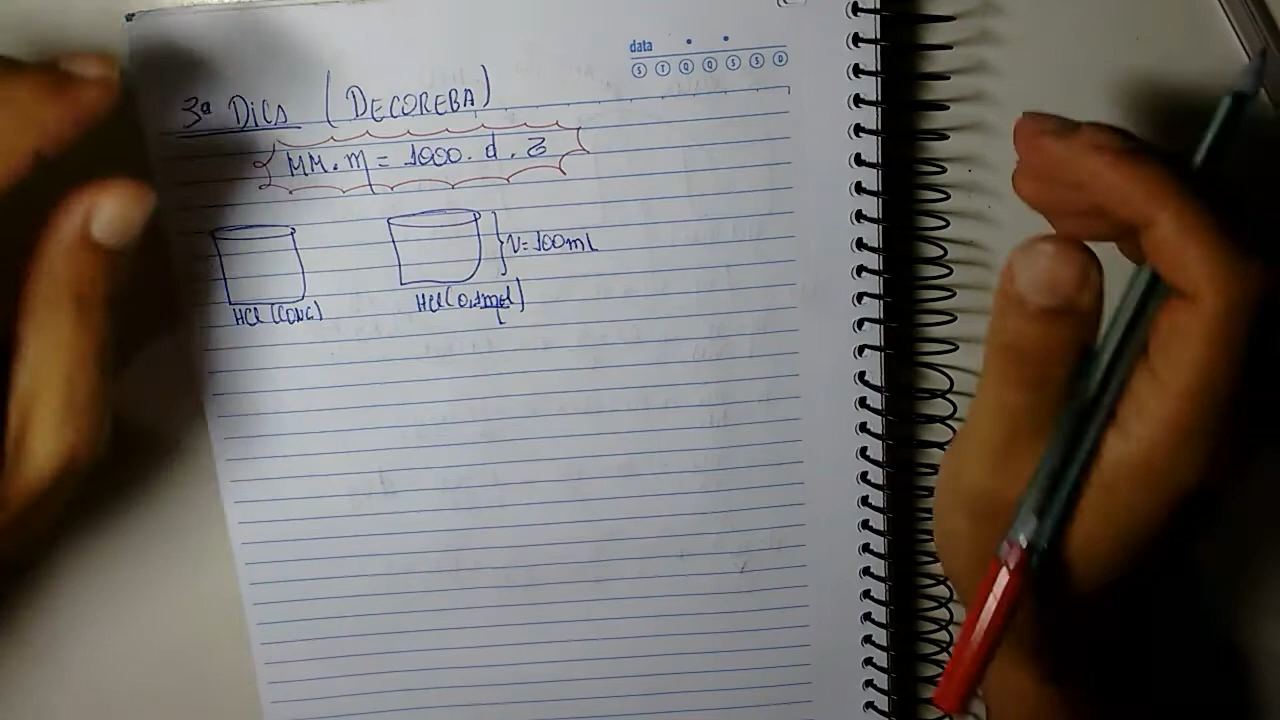 data
S T Q Q S S D
3ª DICA (DECOREBA)
MM.M = 1000.d.%
V=100ml
HCl (CONC)
HCl (0,1mol)